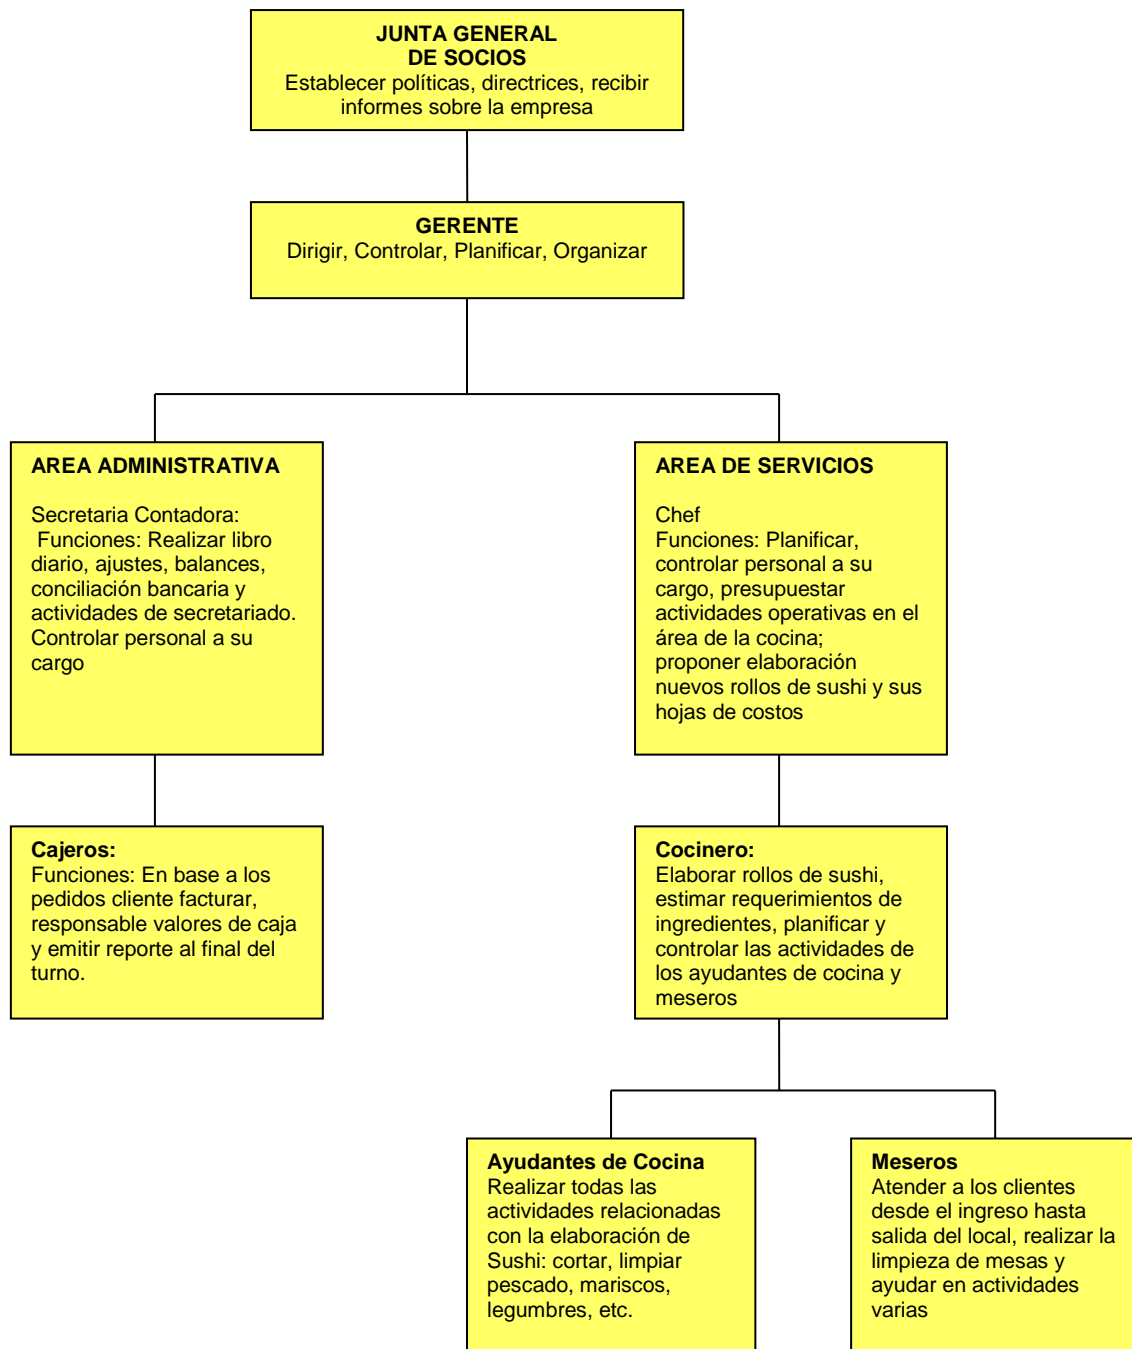 JUNTA GENERAL
DE SOCIOS
Establecer políticas, directrices, recibir
informes sobre la empresa
GERENTE
Dirigir, Controlar, Planificar, Organizar
AREA ADMINISTRATIVA
Secretaria Contadora:
Funciones: Realizar libro
diario, ajustes, balances,
conciliación bancaria y
actividades de secretariado.
Controlar personal a su
cargo
AREA DE SERVICIOS
Chef
Funciones: Planificar,
controlar personal a su
cargo, presupuestar
actividades operativas en el
área de la cocina;
proponer elaboración
nuevos rollos de sushi y sus
hojas de costos
Cajeros:
Funciones: En base a los
pedidos cliente facturar,
responsable valores de caja
y emitir reporte al final del
turno.
Cocinero:
Elaborar rollos de sushi,
estimar requerimientos de
ingredientes, planificar y
controlar las actividades de
los ayudantes de cocina y
meseros
Ayudantes de Cocina
Realizar todas las
actividades relacionadas
con la elaboración de
Sushi: cortar, limpiar
pescado, mariscos,
legumbres, etc.
Meseros
Atender a los clientes
desde el ingreso hasta
salida del local, realizar la
limpieza de mesas y
ayudar en actividades
varias